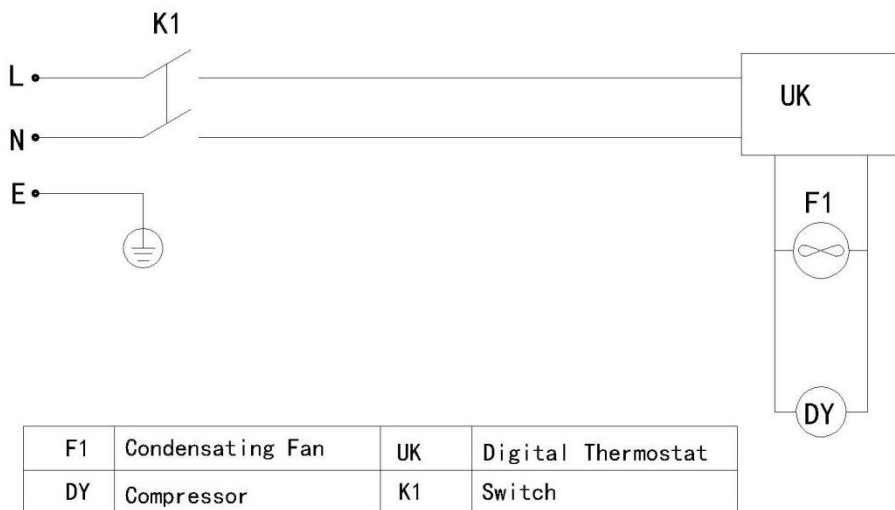 K1
L
UK
N
E
F1
DY
F1 Condensating Fan UK Digital Thermostat
DY Compressor K1 Switch